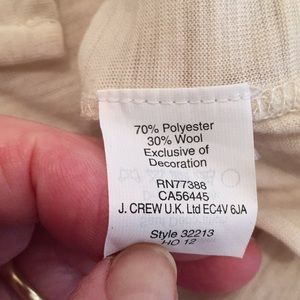 70% Polyester
30% Wool
Exclusive of
Decoration
RN77388
CA56445
J. CREW U.K. Ltd EC4V 6JA
Style 32213
HO 12